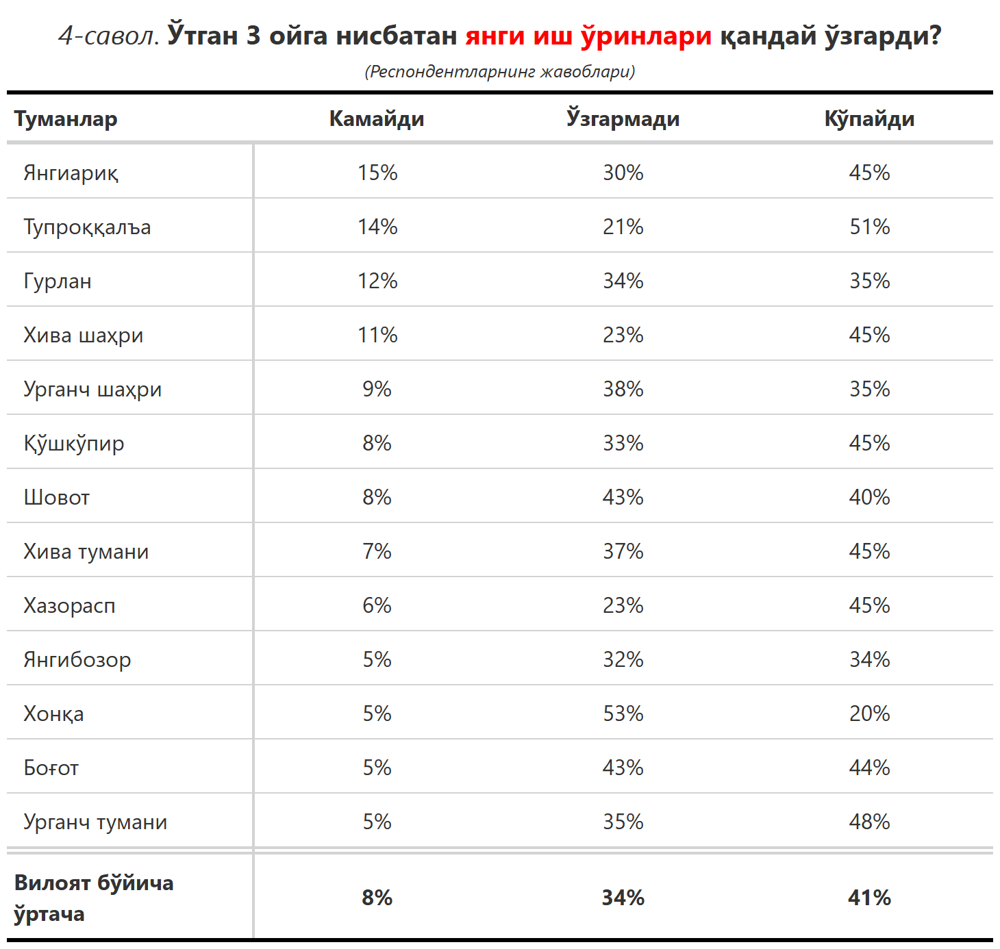 4-савол. Ўтган 3 ойга нисбатан янги иш ўринлари қандай ўзгарди?
(Респондентларнинг жавоблари)
Туманлар Камайди Ўзгармади Кўпайди
Янгиариқ 15% 30% 45%
Тупроққалъа 14% 21% 51%
Гурлан 12% 34% 35%
Хива шаҳри 11% 23% 45%
Урганч шаҳри 9% 38% 35%
Қўшкўпир 8% 33% 45%
Шовот 8% 43% 40%
Хива тумани 7% 37% 45%
Хазорасп 6% 23% 45%
Янгибозор 5% 32% 34%
Хонқа 5% 53% 20%
Боғот 5% 43% 44%
Урганч тумани 5% 35% 48%
Вилоят бўйича
ўртача 8% 34% 41%